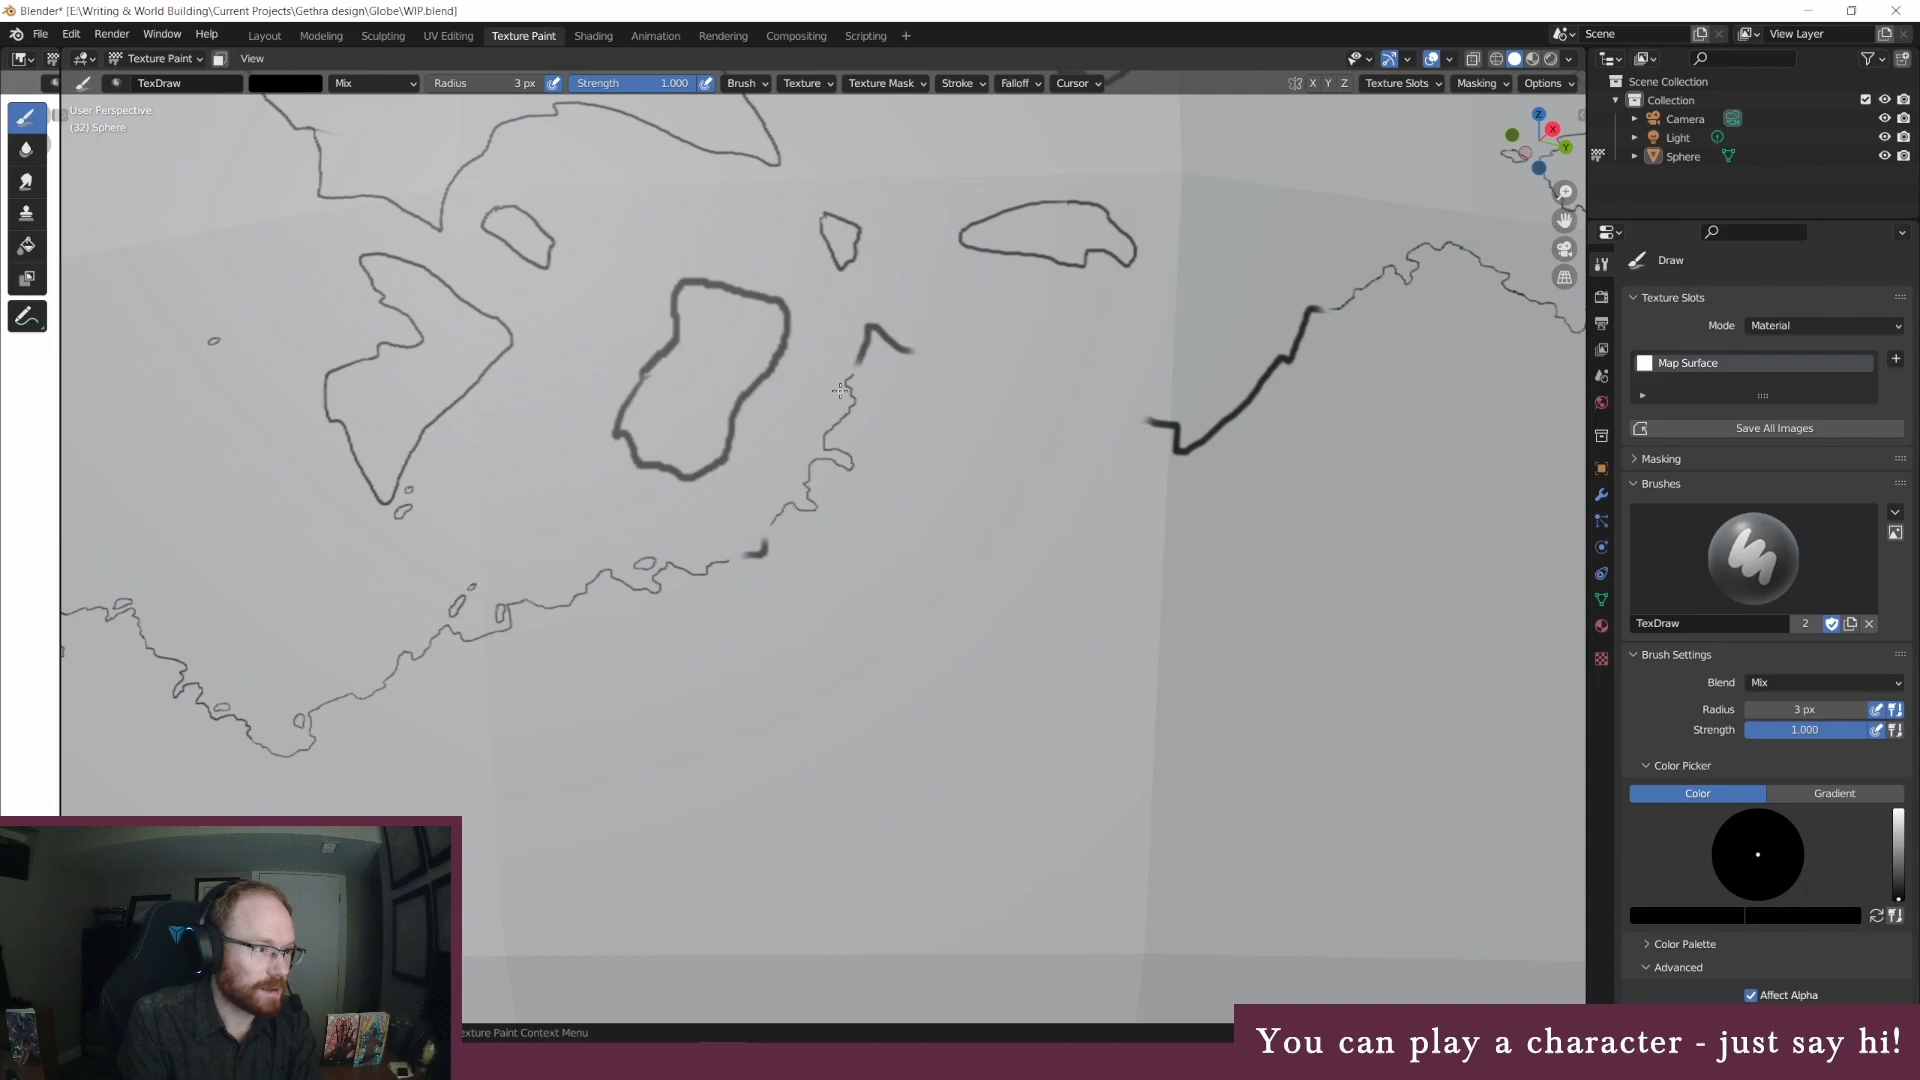 Blender* [E:\Writing & World Building\Current Projects\Gethra design\Globe\WIP.blend]
File Edit Render Window Help Layout Modeling Sculpting UV Editing Texture Paint Shading Animation Rendering Compositing Scripting + Scene View Layer
Texture Paint View
TexDraw Mix Radius 3 px Strength 1.000 Brush Texture Texture Mask Stroke Falloff Cursor X Y Z Texture Slots Masking Options
User Perspective
(32) Sphere
Z X Y
Scene Collection
Collection
Camera
Light
Sphere
Draw
Texture Slots
Mode Material
Map Surface
Save All Images
Masking
Brushes
TexDraw 2
Brush Settings
Blend Mix
Radius 3 px
Strength 1.000
Color Picker
Color Gradient
Color Palette
Advanced
Affect Alpha
exture Paint Context Menu
You can play a character - just say hi!